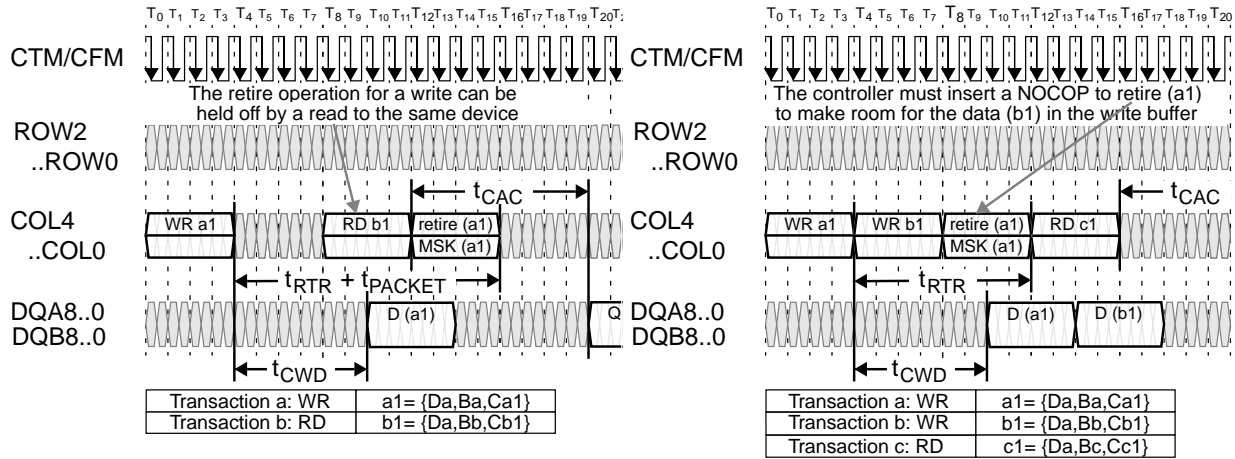 T0 T1 T2 T3 T4 T5 T6 T7 T8 T9 T10 T11 T12 T13 T14 T15 T16 T17 T18 T19 T20
CTM/CFM
The retire operation for a write can be
held off by a read to the same device
ROW2
..ROW0
tCAC
COL4
..COL0
WR a1
RD b1
retire (a1)
MSK (a1)
tRTR + tPACKET
DQA8..0
DQB8..0
D (a1)
Q
tCWD
Transaction a: WR a1= {Da,Ba,Ca1}
Transaction b: RD b1= {Da,Bb,Cb1}
T0 T1 T2 T3 T4 T5 T6 T7 T8 T9 T10 T11 T12 T13 T14 T15 T16 T17 T18 T19 T20
CTM/CFM
The controller must insert a NOCOP to retire (a1)
to make room for the data (b1) in the write buffer
ROW2
..ROW0
tCAC
COL4
..COL0
WR a1
WR b1
retire (a1)
RD c1
MSK (a1)
tRTR
DQA8..0
DQB8..0
D (a1)
D (b1)
tCWD
Transaction a: WR a1= {Da,Ba,Ca1}
Transaction b: WR b1= {Da,Bb,Cb1}
Transaction c: RD c1= {Da,Bc,Cc1}